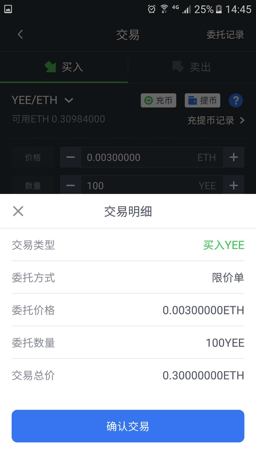 4G 25% 14:45
交易 委托记录
买入 卖出
YEE/ETH 充币 提币 ?
可用ETH 0.30984000 充提币记录
价格 0.00300000 ETH
数量 100 YEE
交易明细
交易类型 买入YEE
委托方式 限价单
委托价格 0.00300000ETH
委托数量 100YEE
交易总价 0.30000000ETH
确认交易